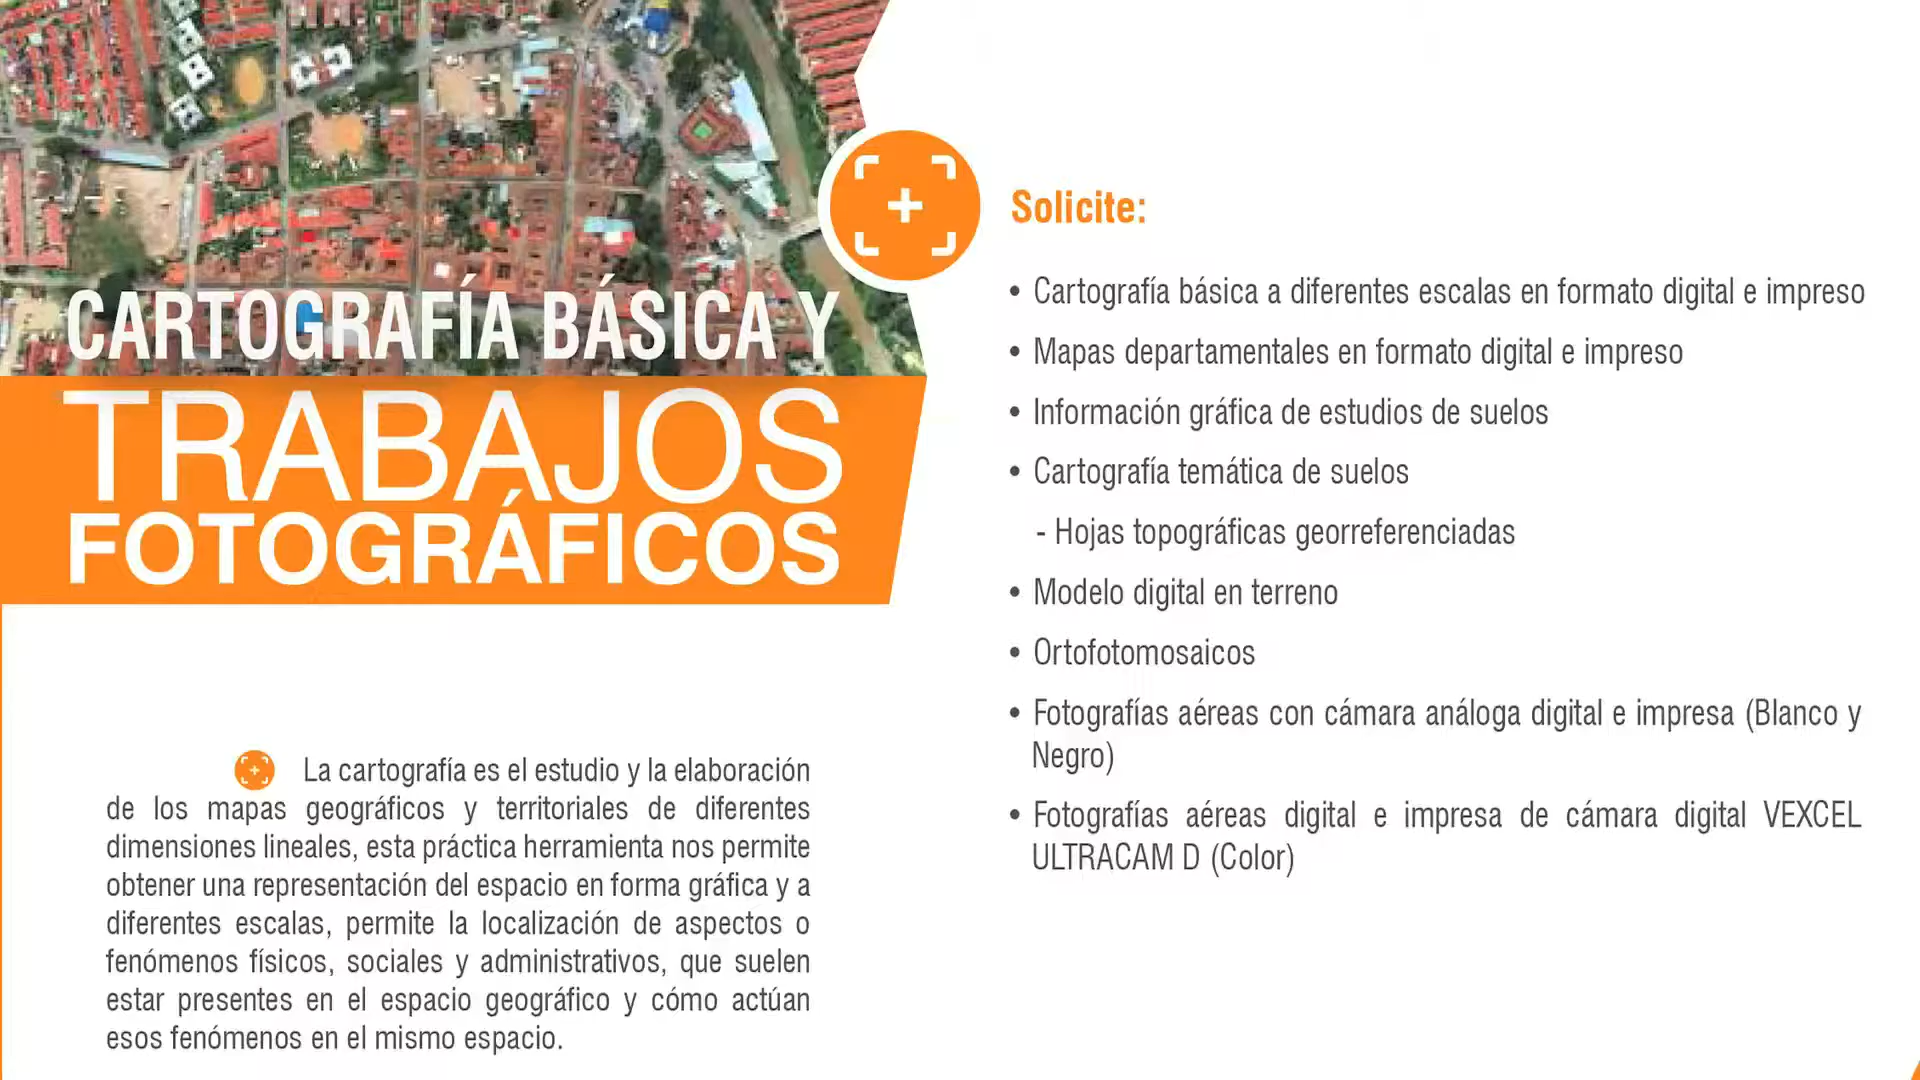 CARTOGRAFÍA BÁSICA Y
TRABAJOS
FOTOGRÁFICOS
La cartografía es el estudio y la elaboración
de los mapas geográficos y territoriales de diferentes
dimensiones lineales, esta práctica herramienta nos permite
obtener una representación del espacio en forma gráfica y a
diferentes escalas, permite la localización de aspectos o
fenómenos físicos, sociales y administrativos, que suelen
estar presentes en el espacio geográfico y cómo actúan
esos fenómenos en el mismo espacio.
Solicite:
• Cartografía básica a diferentes escalas en formato digital e impreso
• Mapas departamentales en formato digital e impreso
• Información gráfica de estudios de suelos
• Cartografía temática de suelos
- Hojas topográficas georreferenciadas
• Modelo digital en terreno
• Ortofotomosaicos
• Fotografías aéreas con cámara análoga digital e impresa (Blanco y
Negro)
• Fotografías aéreas digital e impresa de cámara digital VEXCEL
ULTRACAM D (Color)